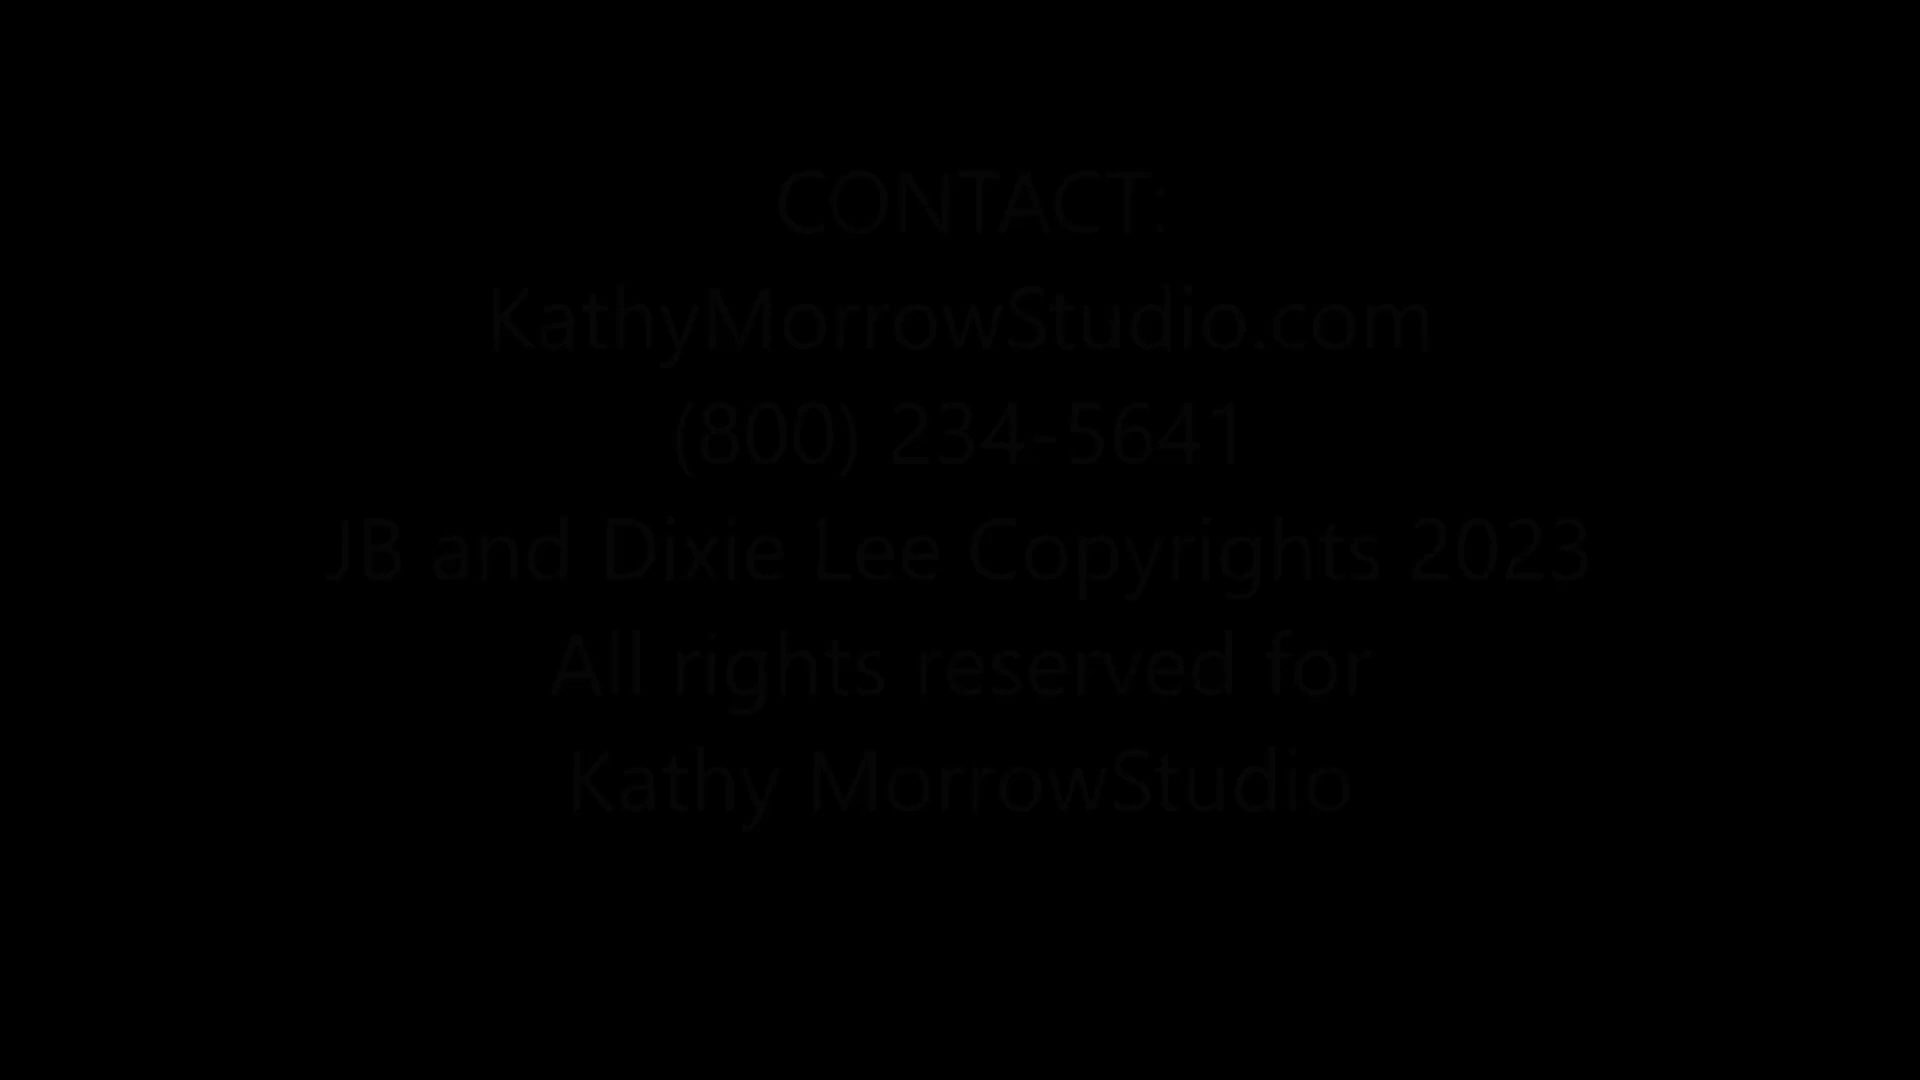 CONTACT:
KathyMorrowStudio.com
(800) 234-5641
JB and Dixie Lee Copyrights 2023
All rights reserved for
Kathy MorrowStudio